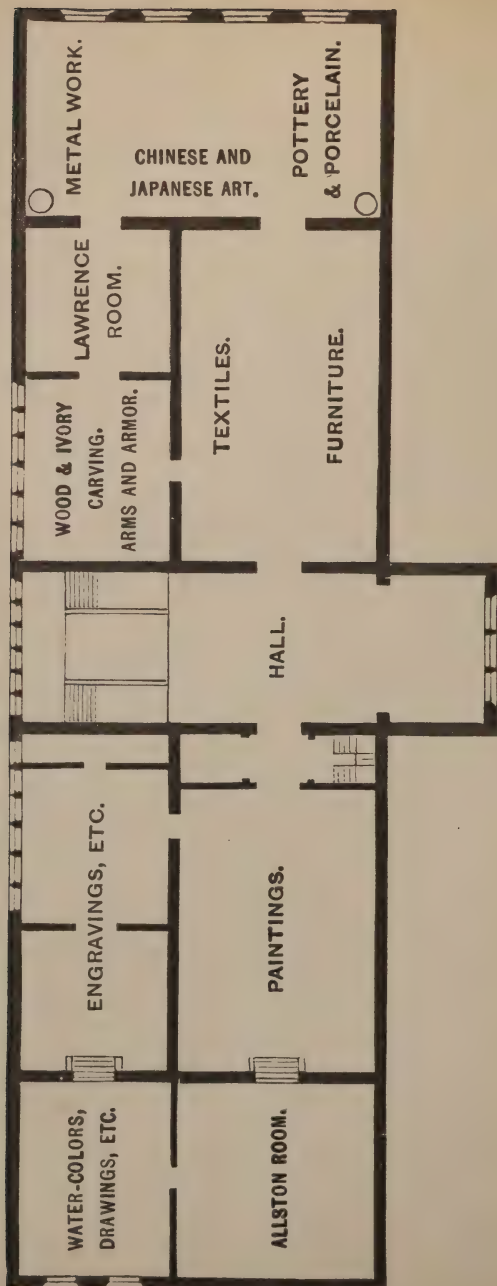 METAL WORK.
CHINESE AND
JAPANESE ART.
POTTERY
& PORCELAIN.
LAWRENCE
ROOM.
WOOD & IVORY
CARVING.
ARMS AND ARMOR.
TEXTILES.
FURNITURE.
HALL.
ENGRAVINGS, ETC.
PAINTINGS.
WATER-COLORS,
DRAWINGS, ETC.
ALLSTON ROOM.